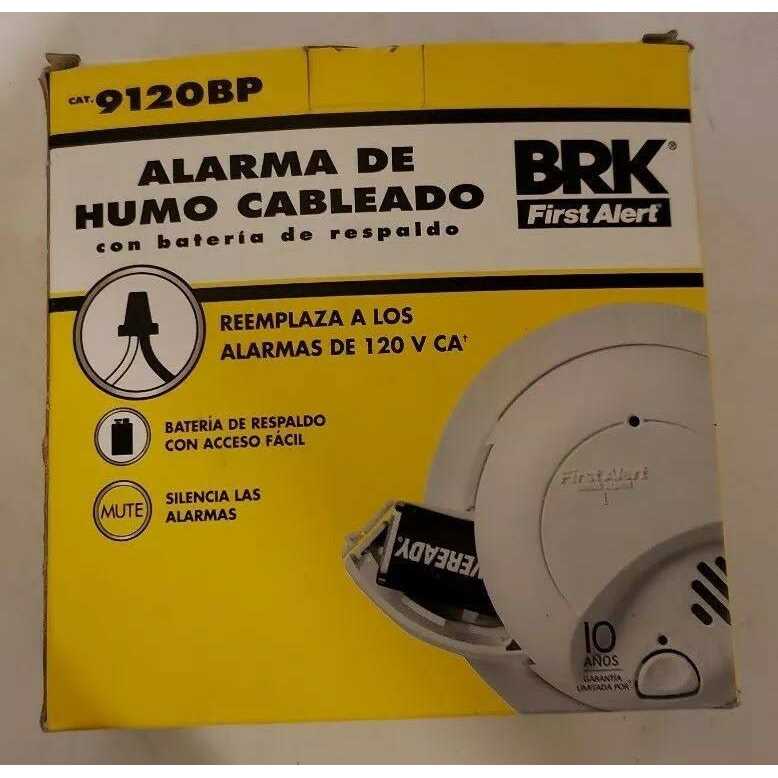 CAT. 9120BP
ALARMA DE
HUMO CABLEADO
con batería de respaldo
BRK®
First Alert®
REEMPLAZA A LOS
ALARMAS DE 120 V CA†
BATERÍA DE RESPALDO
CON ACCESO FÁCIL
MUTE
SILENCIA LAS
ALARMAS
First Alert
EVEREADY
10
AÑOS
GARANTÍA
LIMITADA POR